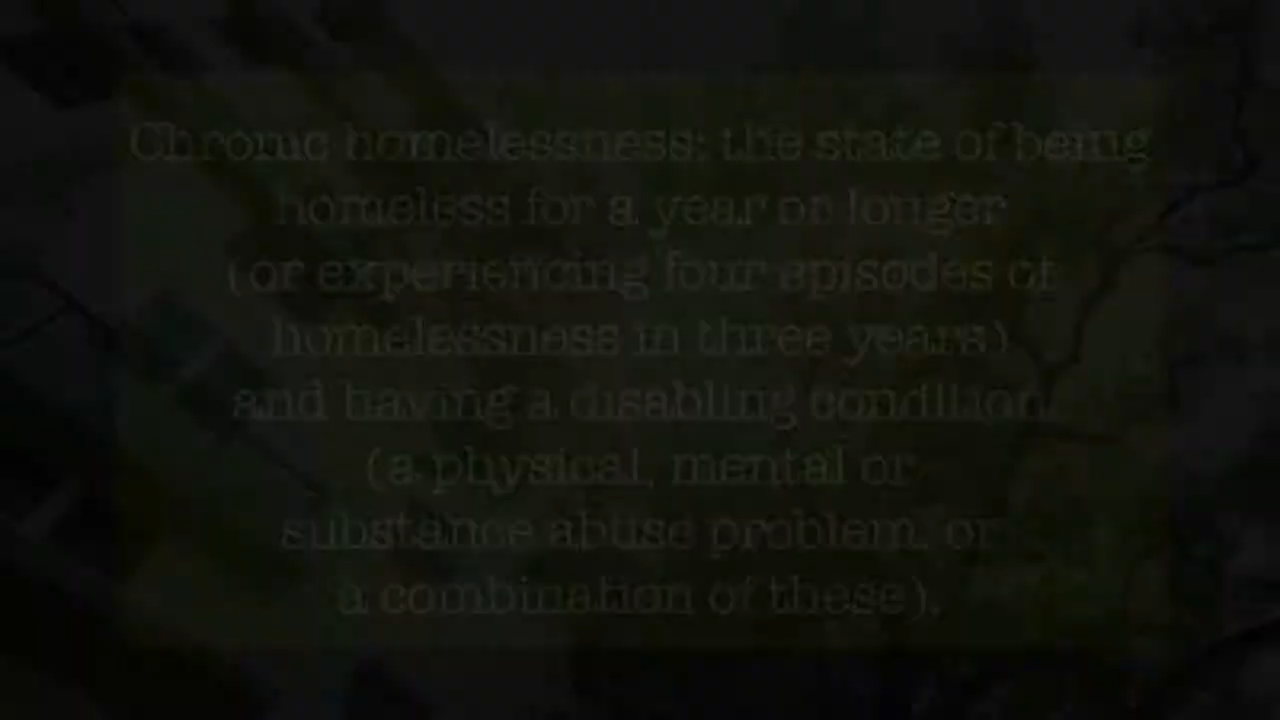 Chronic homelessness: the state of being
homeless for a year or longer
(or experiencing four episodes of
homelessness in three years)
and having a disabling condition
(a physical, mental or
substance abuse problem, or
a combination of these).